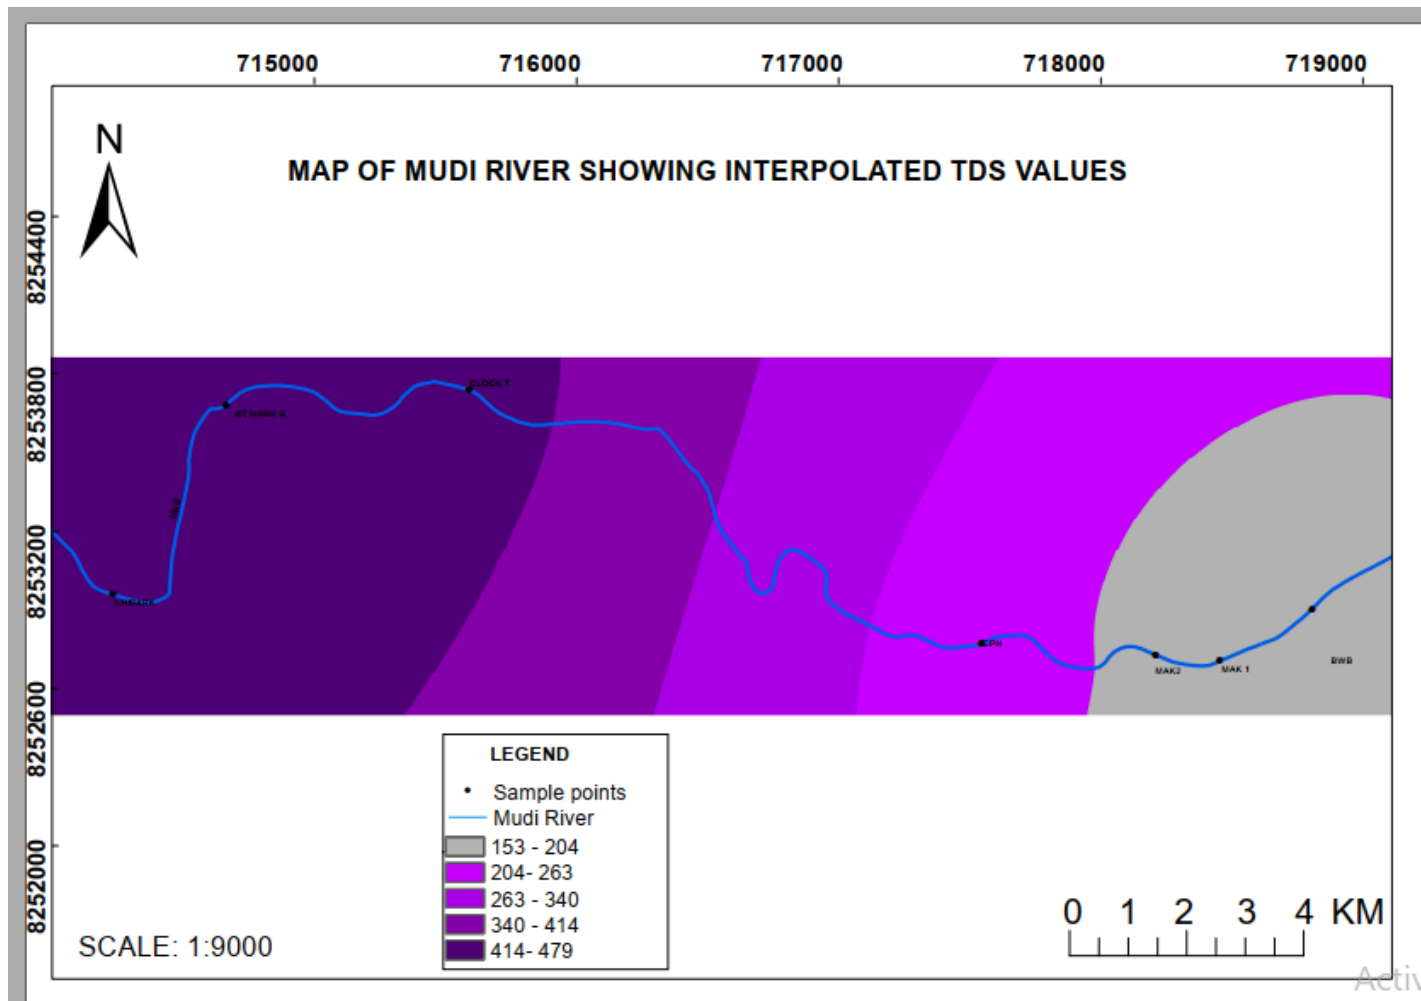 715000 716000 717000 718000 719000
N
MAP OF MUDI RIVER SHOWING INTERPOLATED TDS VALUES
8254400
8253800
8253200
8252600
8252000
CLOCK T
MAK2
MAK 1
BWB
LEGEND
Sample points
Mudi River
153 - 204
204- 263
263 - 340
340 - 414
414- 479
SCALE: 1:9000
0 1 2 3 4 KM
Activ